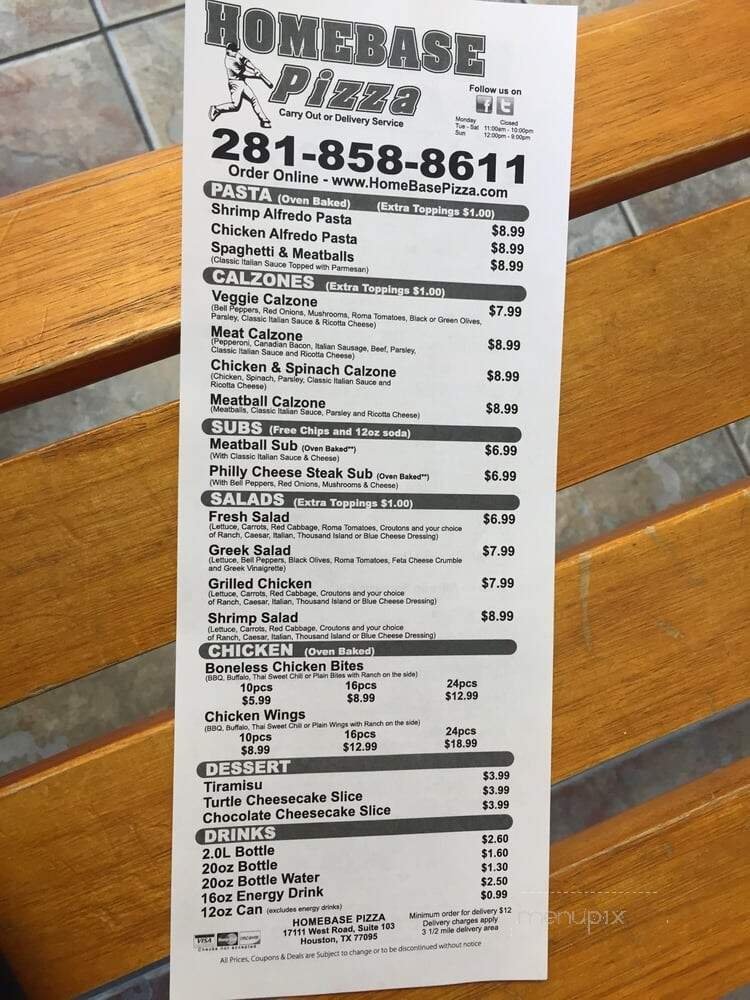 HOMEBASE
Pizza
Carry Out or Delivery Service
Follow us on
f t
Monday Closed
Tue - Sat 11:00am - 10:00pm
Sun 12:00pm - 9:00pm
281-858-8611
Order Online - www.HomeBasePizza.com
PASTA (Oven Baked) (Extra Toppings $1.00)
Shrimp Alfredo Pasta $8.99
Chicken Alfredo Pasta $8.99
Spaghetti & Meatballs $8.99
(Classic Italian Sauce Topped with Parmesan)
CALZONES (Extra Toppings $1.00)
Veggie Calzone $7.99
(Bell Peppers, Red Onions, Mushrooms, Roma Tomatoes, Black or Green Olives,
Parsley, Classic Italian Sauce & Ricotta Cheese)
Meat Calzone $8.99
(Pepperoni, Canadian Bacon, Italian Sausage, Beef, Parsley,
Classic Italian Sauce and Ricotta Cheese)
Chicken & Spinach Calzone $8.99
(Chicken, Spinach, Parsley, Classic Italian Sauce and
Ricotta Cheese)
Meatball Calzone $8.99
(Meatballs, Classic Italian Sauce, Parsley and Ricotta Cheese)
SUBS (Free Chips and 12oz soda)
Meatball Sub (Oven Baked**) $6.99
(With Classic Italian Sauce & Cheese)
Philly Cheese Steak Sub (Oven Baked**) $6.99
(With Bell Peppers, Red Onions, Mushrooms & Cheese)
SALADS (Extra Toppings $1.00)
Fresh Salad $6.99
(Lettuce, Carrots, Red Cabbage, Roma Tomatoes, Croutons and your choice
of Ranch, Caesar, Italian, Thousand Island or Blue Cheese Dressing)
Greek Salad $7.99
(Lettuce, Bell Peppers, Black Olives, Roma Tomatoes, Feta Cheese Crumble
and Greek Vinaigrette)
Grilled Chicken $7.99
(Lettuce, Carrots, Red Cabbage, Croutons and your choice
of Ranch, Caesar, Italian, Thousand Island or Blue Cheese Dressing)
Shrimp Salad $8.99
(Lettuce, Carrots, Red Cabbage, Croutons and your choice
of Ranch, Caesar, Italian, Thousand Island or Blue Cheese Dressing)
CHICKEN (Oven Baked)
Boneless Chicken Bites
(BBQ, Buffalo, Thai Sweet Chili or Plain Bites with Ranch on the side)
10pcs 16pcs 24pcs
$5.99 $8.99 $12.99
Chicken Wings
(BBQ, Buffalo, Thai Sweet Chili or Plain Wings with Ranch on the side)
10pcs 16pcs 24pcs
$8.99 $12.99 $18.99
DESSERT
Tiramisu $3.99
Turtle Cheesecake Slice $3.99
Chocolate Cheesecake Slice $3.99
DRINKS
2.0L Bottle $2.60
20oz Bottle $1.60
20oz Bottle Water $1.30
16oz Energy Drink $2.50
12oz Can (excludes energy drinks) $0.99
VISA MasterCard DISCOVER
Checks not accepted
HOMEBASE PIZZA
17111 West Road, Suite 103
Houston, TX 77095
Minimum order for delivery $12
Delivery charges apply
3 1/2 mile delivery area
All Prices, Coupons & Deals are Subject to change or to be discontinued without notice
menupix